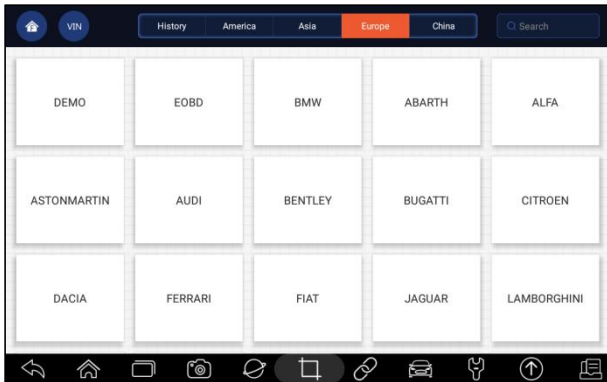 VIN History America Asia Europe China Search
DEMO EOBD BMW ABARTH ALFA
ASTONMARTIN AUDI BENTLEY BUGATTI CITROEN
DACIA FERRARI FIAT JAGUAR LAMBORGHINI